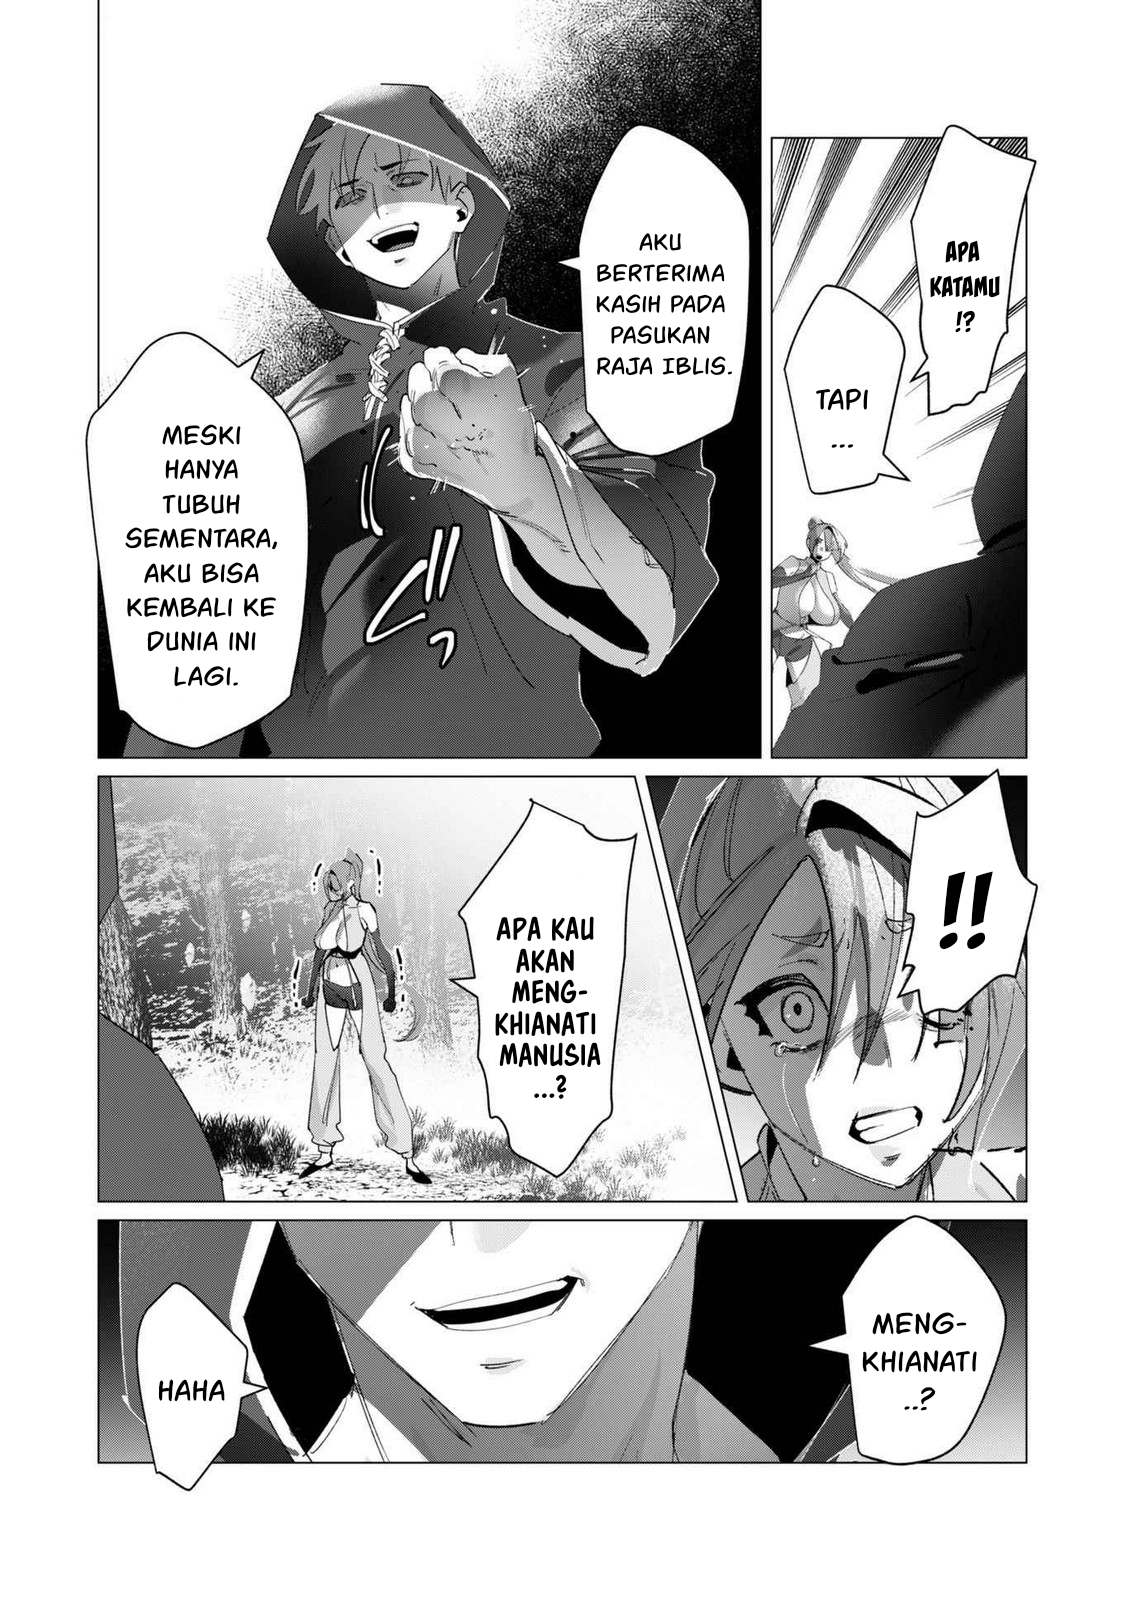 APA
KATAMU
!?
TAPI
...
AKU
BERTERIMA
KASIH PADA
PASUKAN
RAJA IBLIS.
MESKI
HANYA
TUBUH
SEMENTARA,
AKU BISA
KEMBALI KE
DUNIA INI
LAGI.
!!
APA KAU
AKAN
MENG-
KHIANATI
MANUSIA
...?
MENG-
KHIANATI
..?
HAHA